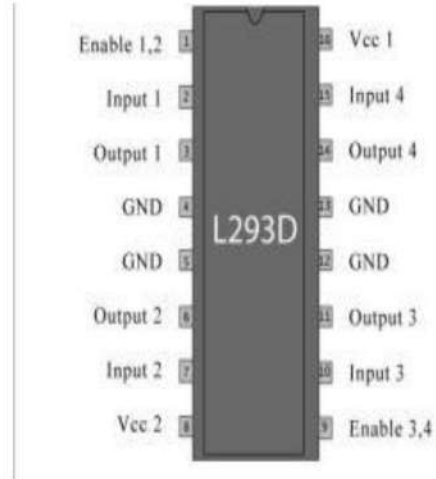 Enable 1,2 1 16 Vcc 1
Input 1 2 15 Input 4
Output 1 3 14 Output 4
GND 4 13 GND
L293D
GND 5 12 GND
Output 2 6 11 Output 3
Input 2 7 10 Input 3
Vcc 2 8 9 Enable 3,4